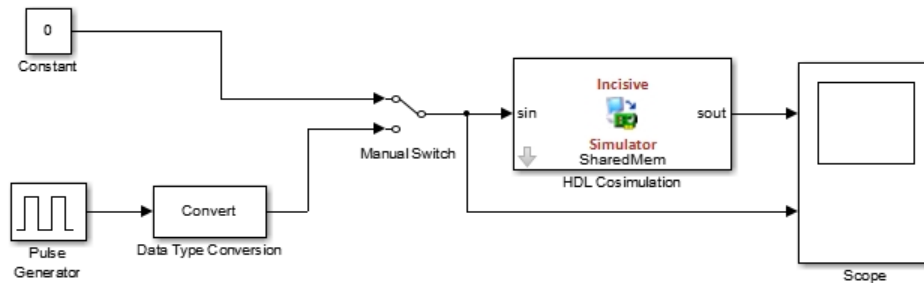 0
Constant
Manual Switch
Pulse
Generator
Convert
Data Type Conversion
sin
Incisive
Simulator
SharedMem
sout
HDL Cosimulation
Scope